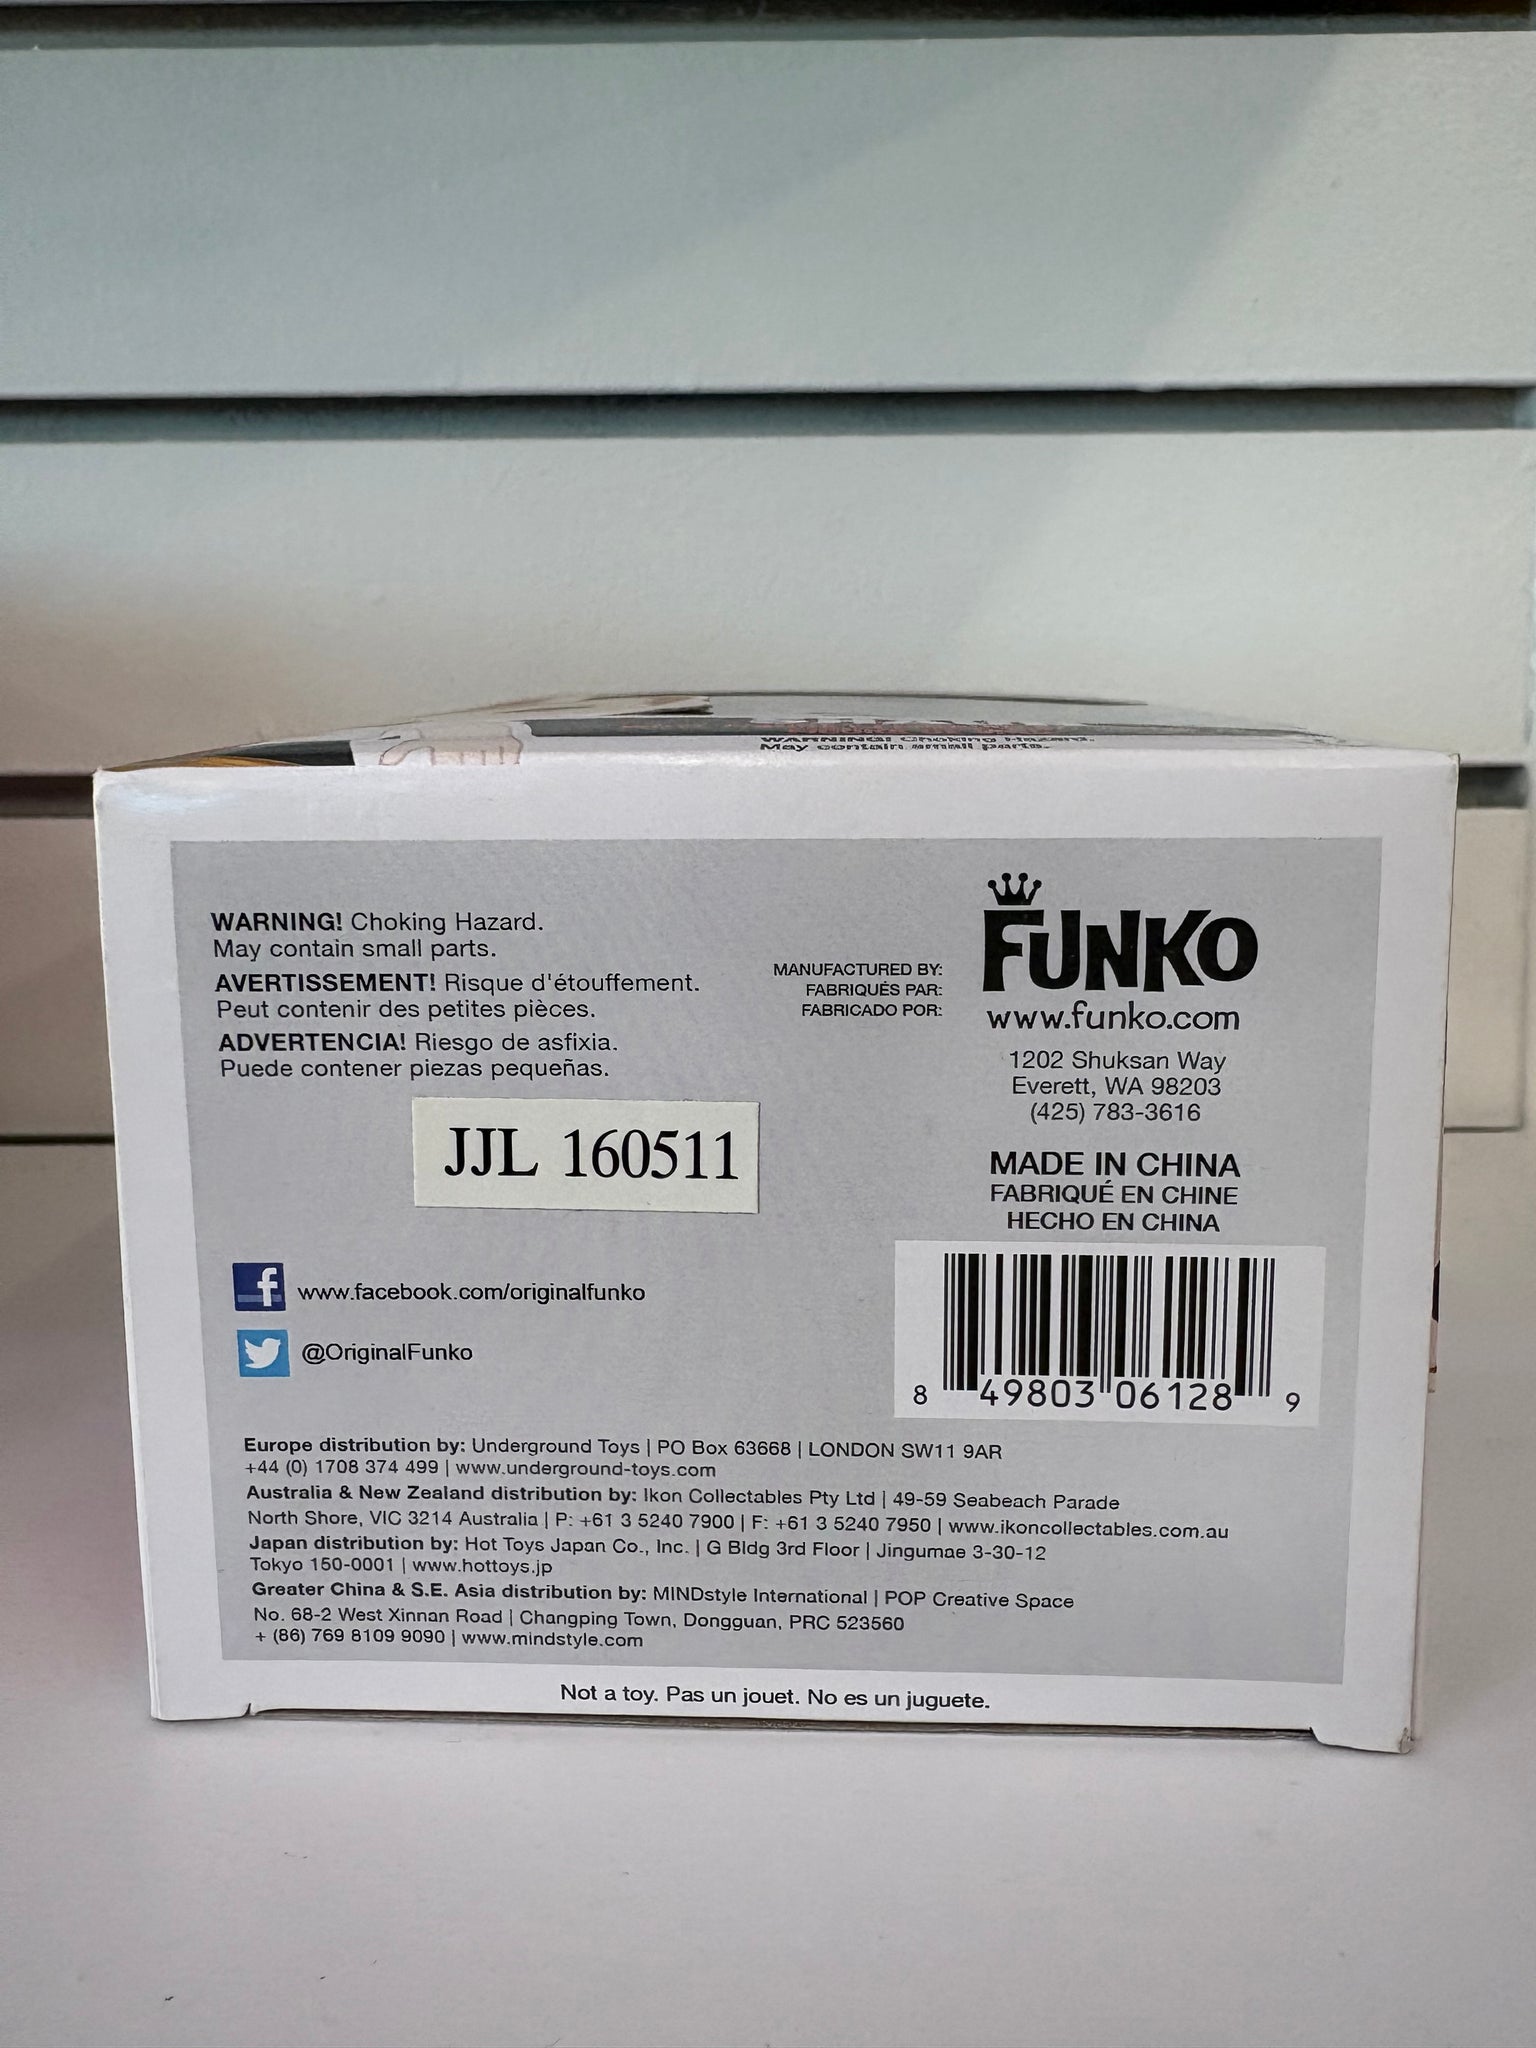 WARNING! Choking Hazard.
May contain small parts.
WARNING! Choking Hazard.
May contain small parts.
AVERTISSEMENT! Risque d'étouffement.
Peut contenir des petites pièces.
ADVERTENCIA! Riesgo de asfixia.
Puede contener piezas pequeñas.
JJL 160511
MANUFACTURED BY:
FABRIQUÉS PAR:
FABRICADO POR:
FUNKO
www.funko.com
1202 Shuksan Way
Everett, WA 98203
(425) 783-3616
MADE IN CHINA
FABRIQUÉ EN CHINE
HECHO EN CHINA
f www.facebook.com/originalfunko
@OriginalFunko
8 49803 06128 9
Europe distribution by: Underground Toys | PO Box 63668 | LONDON SW11 9AR
+44 (0) 1708 374 499 | www.underground-toys.com
Australia & New Zealand distribution by: Ikon Collectables Pty Ltd | 49-59 Seabeach Parade
North Shore, VIC 3214 Australia | P: +61 3 5240 7900 | F: +61 3 5240 7950 | www.ikoncollectables.com.au
Japan distribution by: Hot Toys Japan Co., Inc. | G Bldg 3rd Floor | Jingumae 3-30-12
Tokyo 150-0001 | www.hottoys.jp
Greater China & S.E. Asia distribution by: MINDstyle International | POP Creative Space
No. 68-2 West Xinnan Road | Changping Town, Dongguan, PRC 523560
+ (86) 769 8109 9090 | www.mindstyle.com
Not a toy. Pas un jouet. No es un juguete.